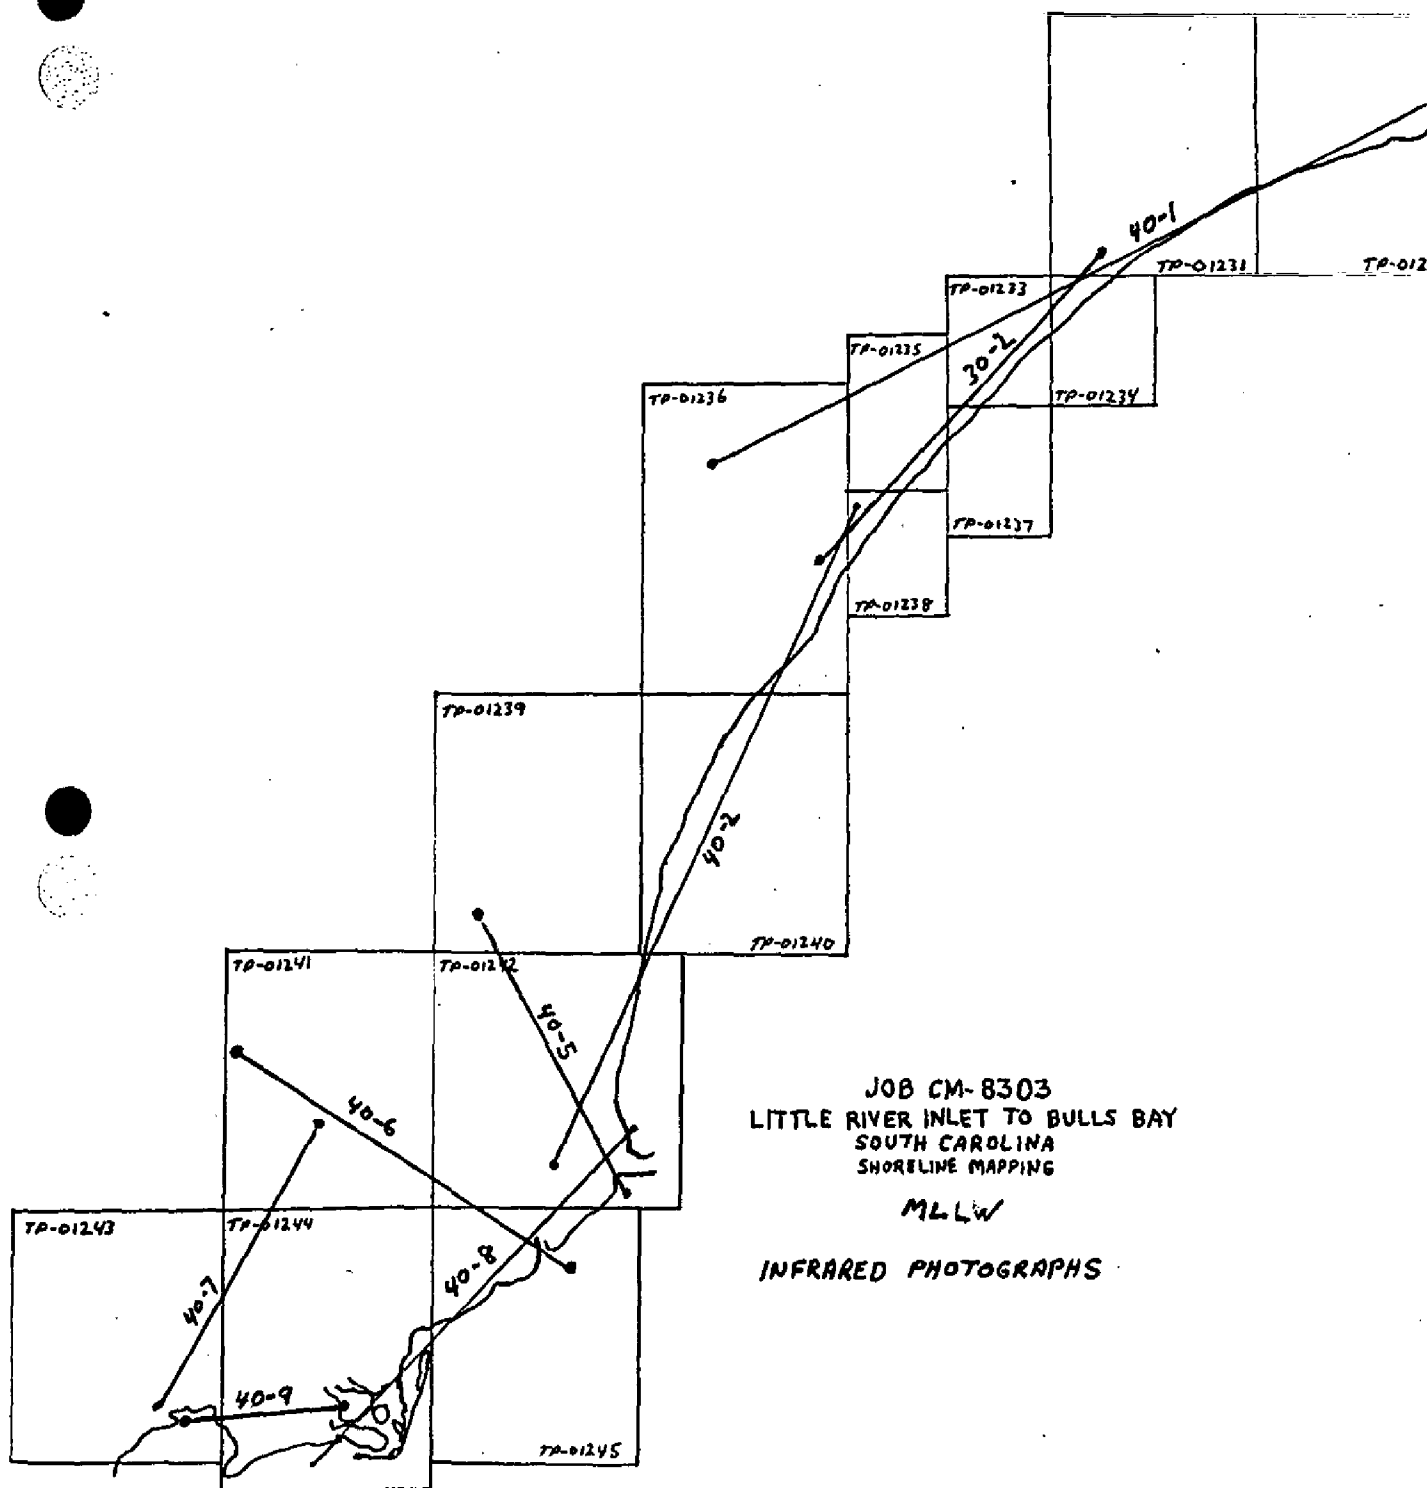 40-1
TP-01231
TP-012
TP-01233
TP-01235
30-2
TP-01236
TP-01234
TP-01237
TP-01238
TP-01239
40-2
TP-01240
TP-01241
TP-01242
40-5
40-6
JOB CM-8303
LITTLE RIVER INLET TO BULLS BAY
SOUTH CAROLINA
SHORELINE MAPPING
MLLW
INFRARED PHOTOGRAPHS
TP-01243
TP-01244
40-7
40-8
40-9
TP-01245